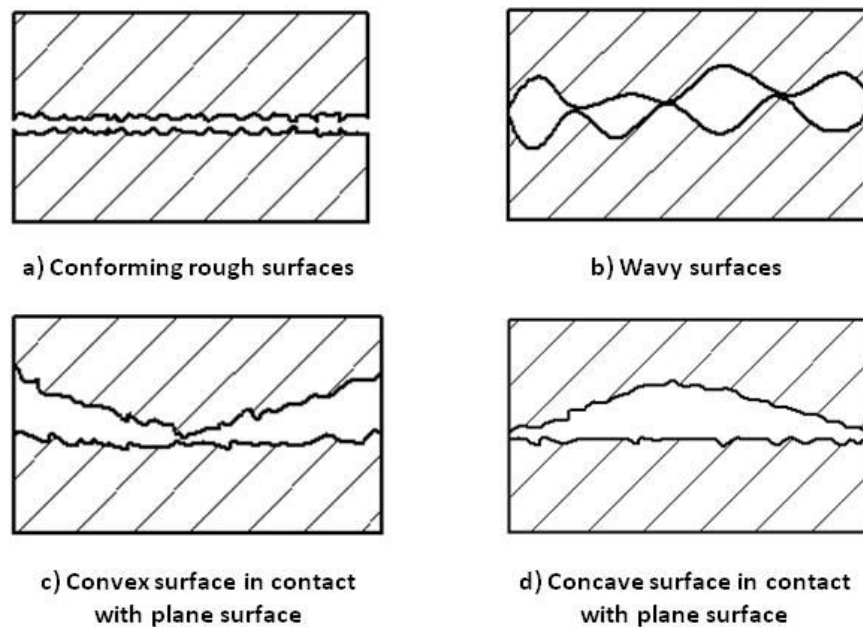 a) Conforming rough surfaces
b) Wavy surfaces
c) Convex surface in contact
with plane surface
d) Concave surface in contact
with plane surface